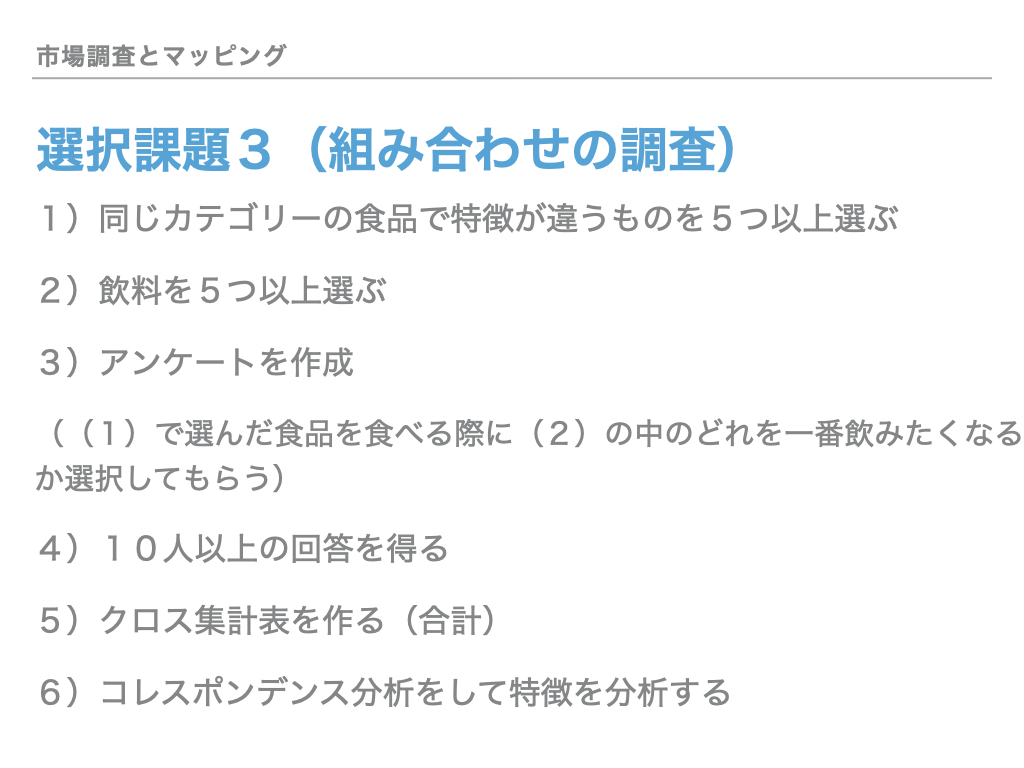 市場調査とマッピング
選択課題３（組み合わせの調査）
１）同じカテゴリーの食品で特徴が違うものを５つ以上選ぶ
２）飲料を５つ以上選ぶ
３）アンケートを作成
（（１）で選んだ食品を食べる際に（２）の中のどれを一番飲みたくなる
か選択してもらう）
４）１０人以上の回答を得る
５）クロス集計表を作る（合計）
６）コレスポンデンス分析をして特徴を分析する